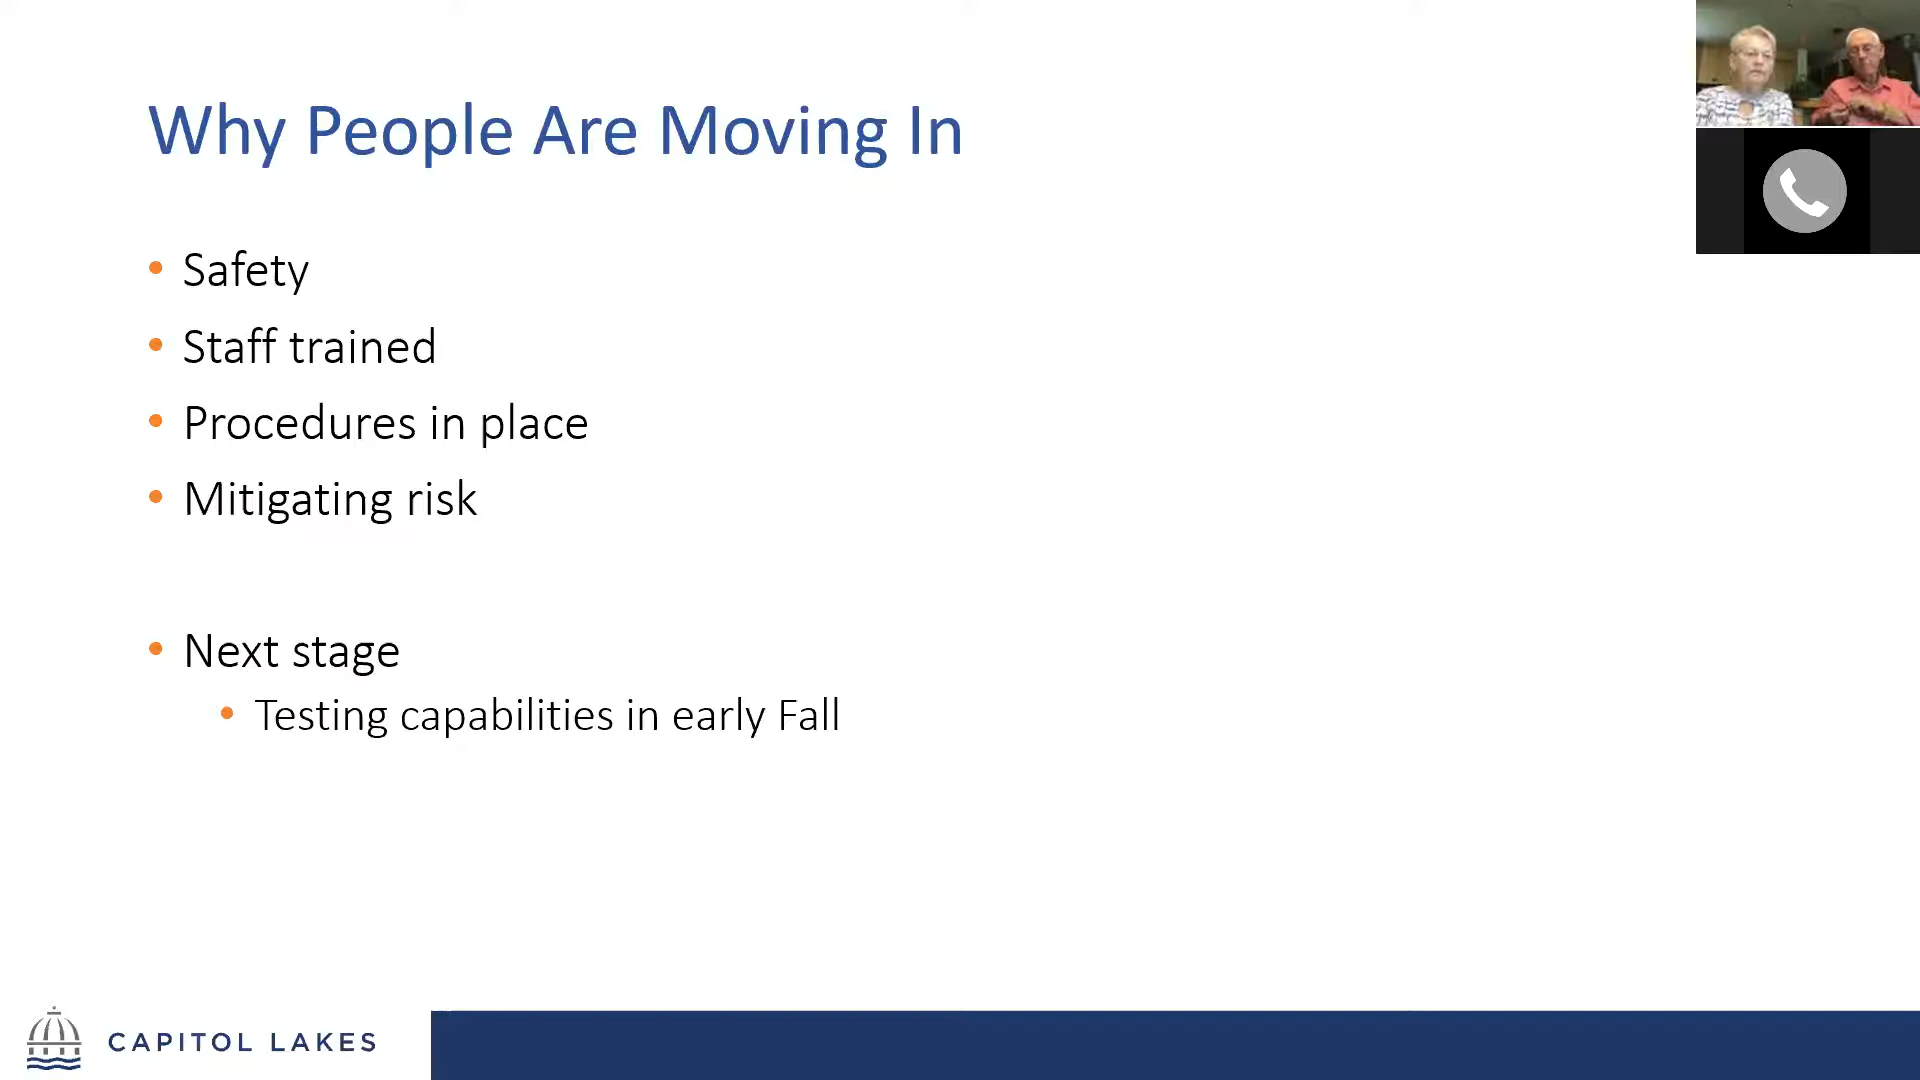 Why People Are Moving In
• Safety
• Staff trained
• Procedures in place
• Mitigating risk
• Next stage
• Testing capabilities in early Fall
CAPITOL LAKES